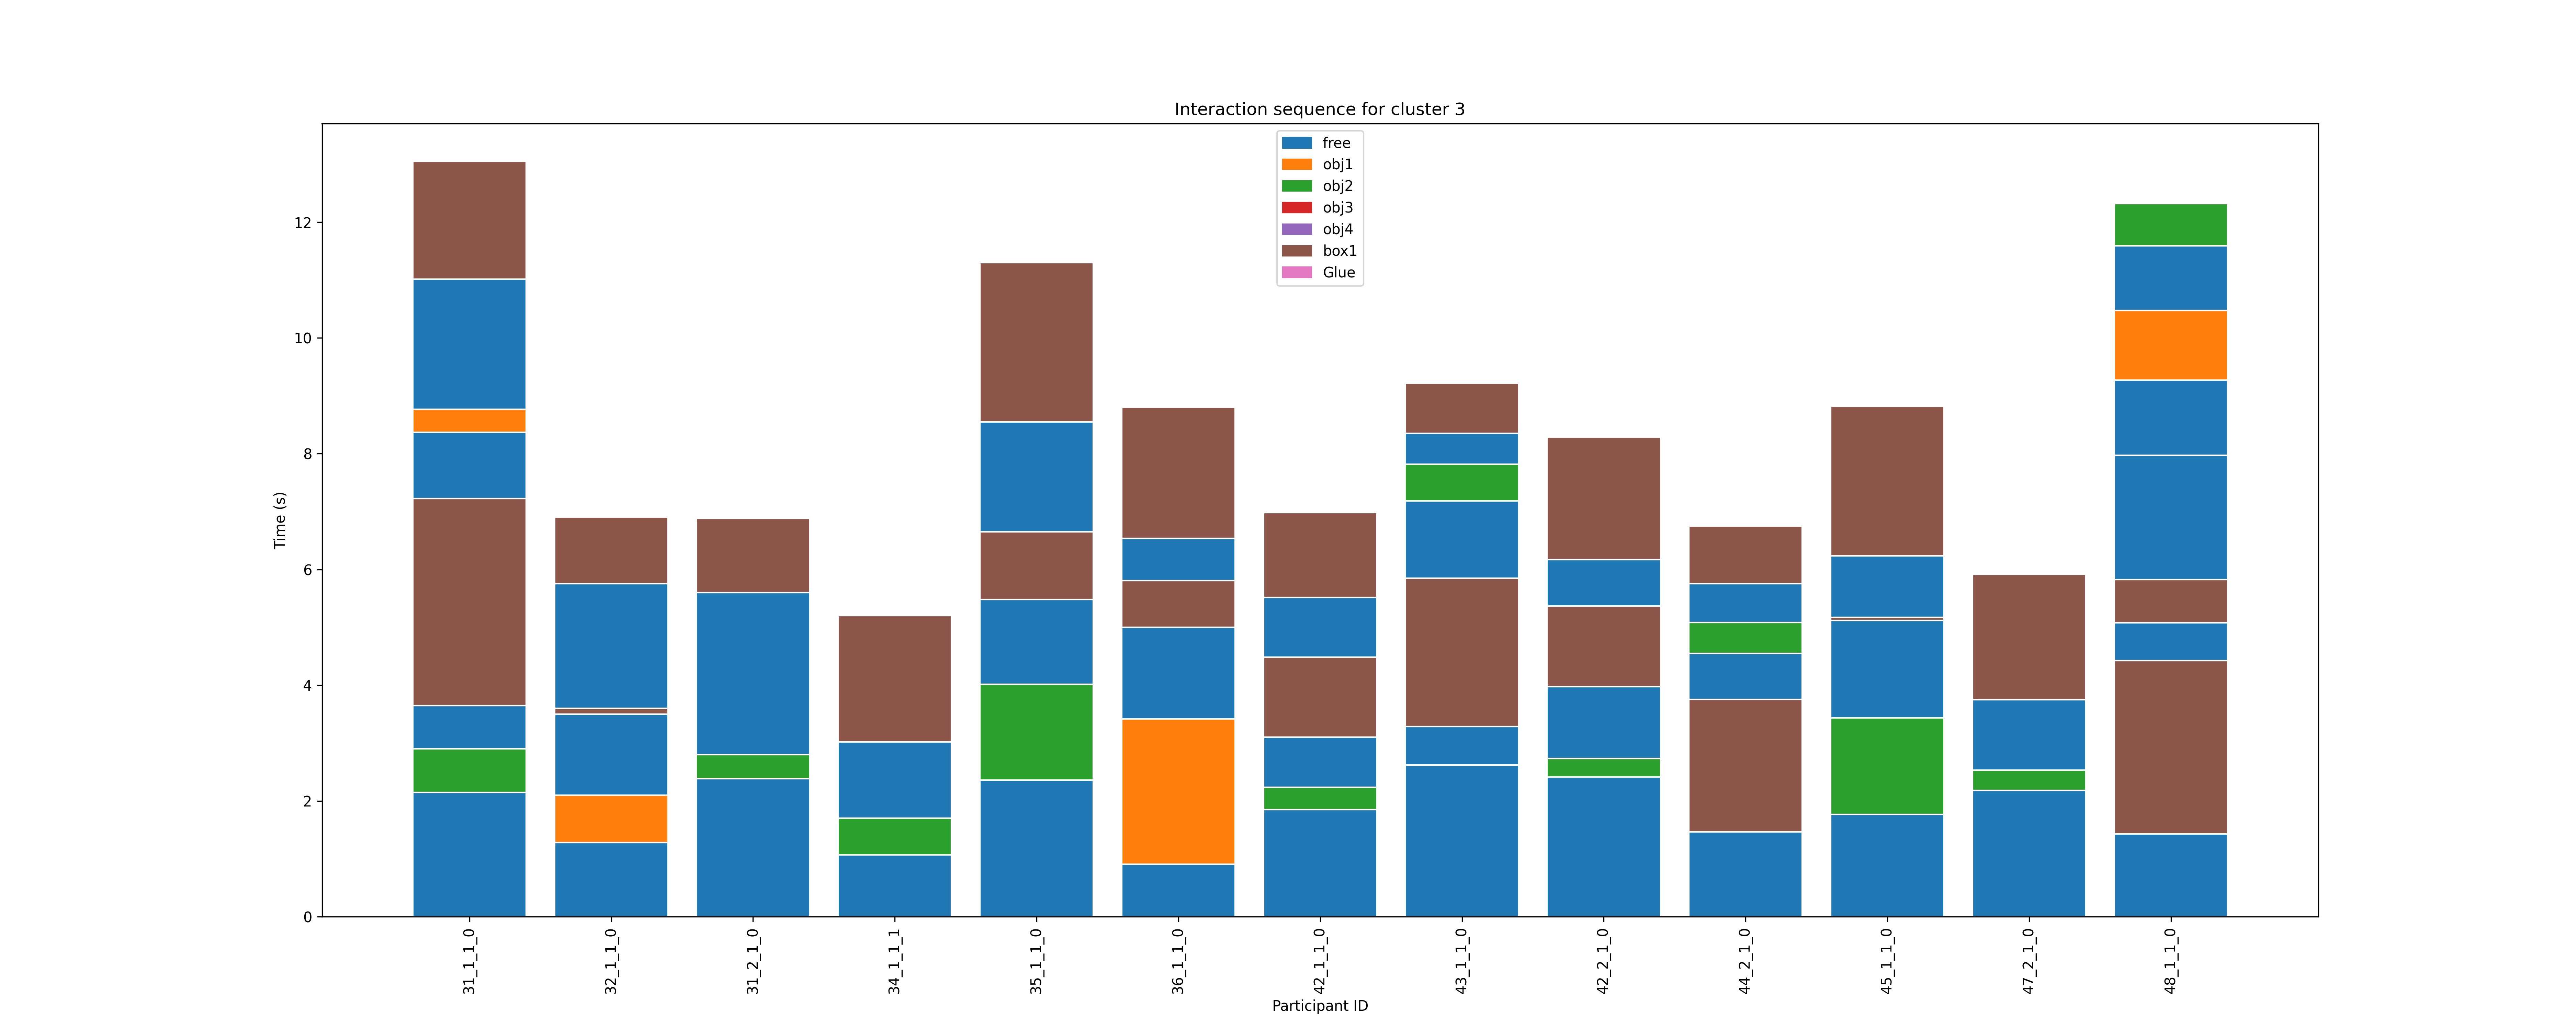 Interaction sequence for cluster 3
free
obj1
obj2
obj3
obj4
box1
Glue
Time (s)
12
10
8
6
4
2
0
31_1_1_0
32_1_1_0
31_2_1_0
34_1_1_1
35_1_1_0
36_1_1_0
42_1_1_0
43_1_1_0
42_2_1_0
44_2_1_0
45_1_1_0
47_2_1_0
48_1_1_0
Participant ID